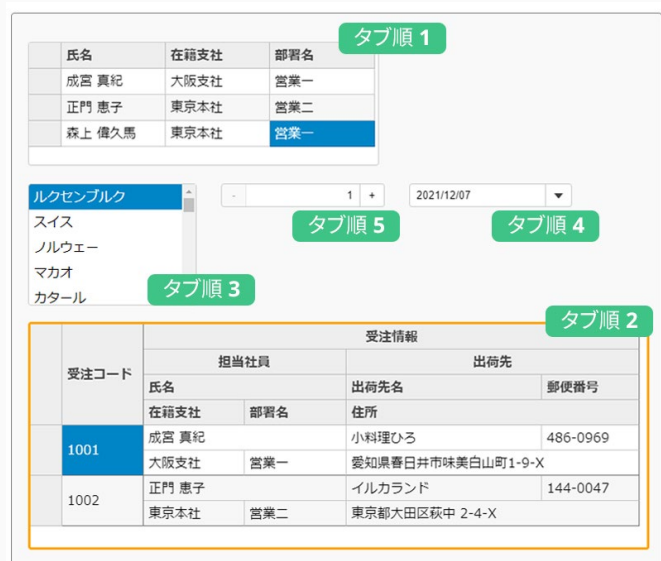 タブ順 1
氏名 在籍支社 部署名
成宮 真紀 大阪支社 営業一
正門 恵子 東京本社 営業二
森上 偉久馬 東京本社 営業一
ルクセンブルク
スイス
ノルウェー
マカオ
カタール
タブ順 3
- 1 +
タブ順 5
2021/12/07
タブ順 4
タブ順 2
受注コード 受注情報
担当社員 出荷先
氏名 出荷先名 郵便番号
在籍支社 部署名 住所
1001 成宮 真紀 小料理ひろ 486-0969
大阪支社 営業一 愛知県春日井市味美白山町1-9-X
1002 正門 恵子 イルカランド 144-0047
東京本社 営業二 東京都大田区萩中 2-4-X